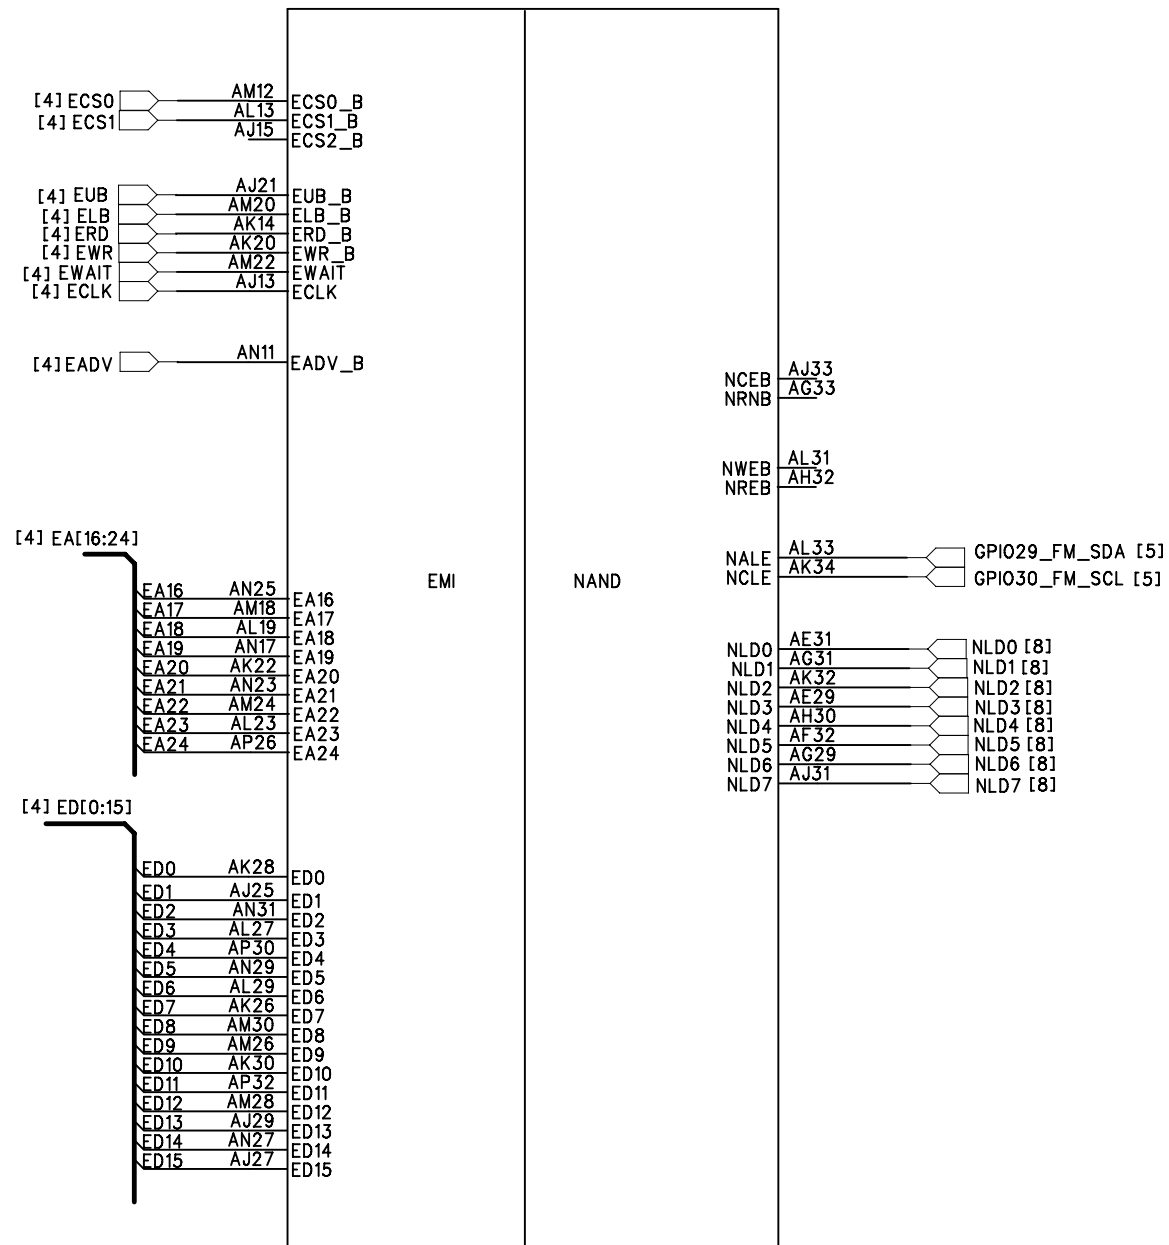 [4] ECS0 AM12 ECS0_B
[4] ECS1 AL13 ECS1_B
AJ15 ECS2_B
[4] EUB AJ21 EUB_B
[4] ELB AM20 ELB_B
[4] ERD AK14 ERD_B
[4] EWR AK20 EWR_B
[4] EWAIT AM22 EWAIT
[4] ECLK AJ13 ECLK
[4] EADV AN11 EADV_B
NCEB AJ33
NRNB AG33
NWEB AL31
NREB AH32
[4] EA[16:24]
NALE AL33 GPIO29_FM_SDA [5]
NCLE AK34 GPIO30_FM_SCL [5]
EMI NAND
EA16 AN25 EA16
EA17 AM18 EA17
EA18 AL19 EA18
EA19 AN17 EA19
EA20 AK22 EA20
EA21 AN23 EA21
EA22 AM24 EA22
EA23 AL23 EA23
EA24 AP26 EA24
NLD0 AE31 NLD0 [8]
NLD1 AG31 NLD1 [8]
NLD2 AK32 NLD2 [8]
NLD3 AE29 NLD3 [8]
NLD4 AH30 NLD4 [8]
NLD5 AF32 NLD5 [8]
NLD6 AG29 NLD6 [8]
NLD7 AJ31 NLD7 [8]
[4] ED[0:15]
ED0 AK28 ED0
ED1 AJ25 ED1
ED2 AN31 ED2
ED3 AL27 ED3
ED4 AP30 ED4
ED5 AN29 ED5
ED6 AL29 ED6
ED7 AK26 ED7
ED8 AM30 ED8
ED9 AM26 ED9
ED10 AK30 ED10
ED11 AP32 ED11
ED12 AM28 ED12
ED13 AJ29 ED13
ED14 AN27 ED14
ED15 AJ27 ED15